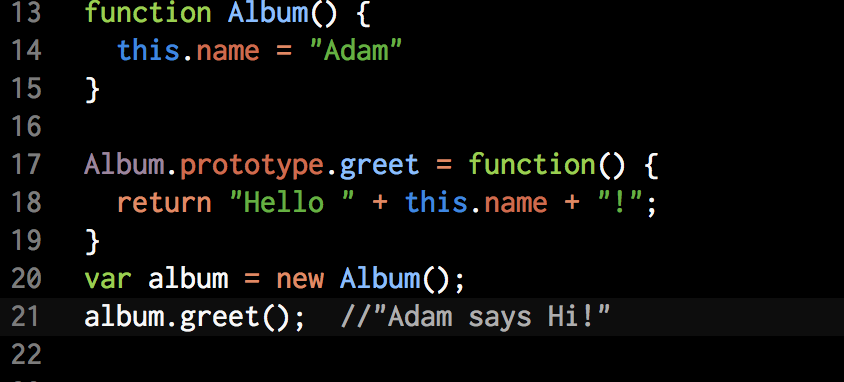 13 function Album() {
14   this.name = "Adam"
15 }
16
17 Album.prototype.greet = function() {
18   return "Hello " + this.name + "!";
19 }
20 var album = new Album();
21 album.greet();  //"Adam says Hi!"
22